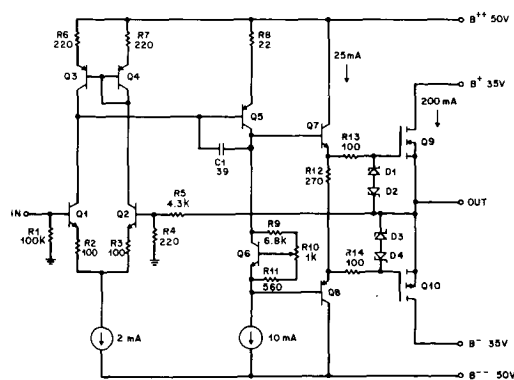 R6
220
R7
220
R8
22
B++ 50V
25mA
B+ 35V
200 mA
Q3
Q4
Q5
Q7
R13
100
Q9
C1
39
R12
270
D1
D2
R5
4.3k
IN
Q1
Q2
OUT
R1
100k
R2
100
R3
100
R4
220
R9
6.8k
Q6
R10
1k
R11
560
D3
D4
R14
100
Q8
Q10
2 mA
10 mA
B- 35V
B-- 50V